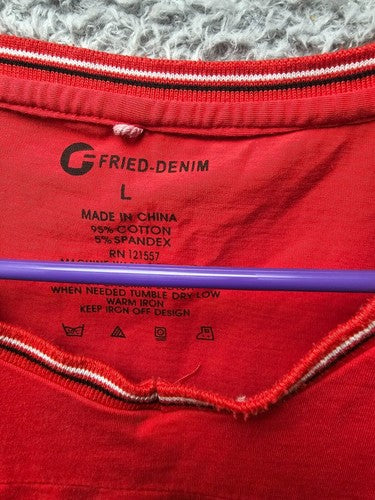 FRIED-DENIM
L
MADE IN CHINA
95% COTTON
5% SPANDEX
RN 121557
WHEN NEEDED TUMBLE DRY LOW
WARM IRON
KEEP IRON OFF DESIGN